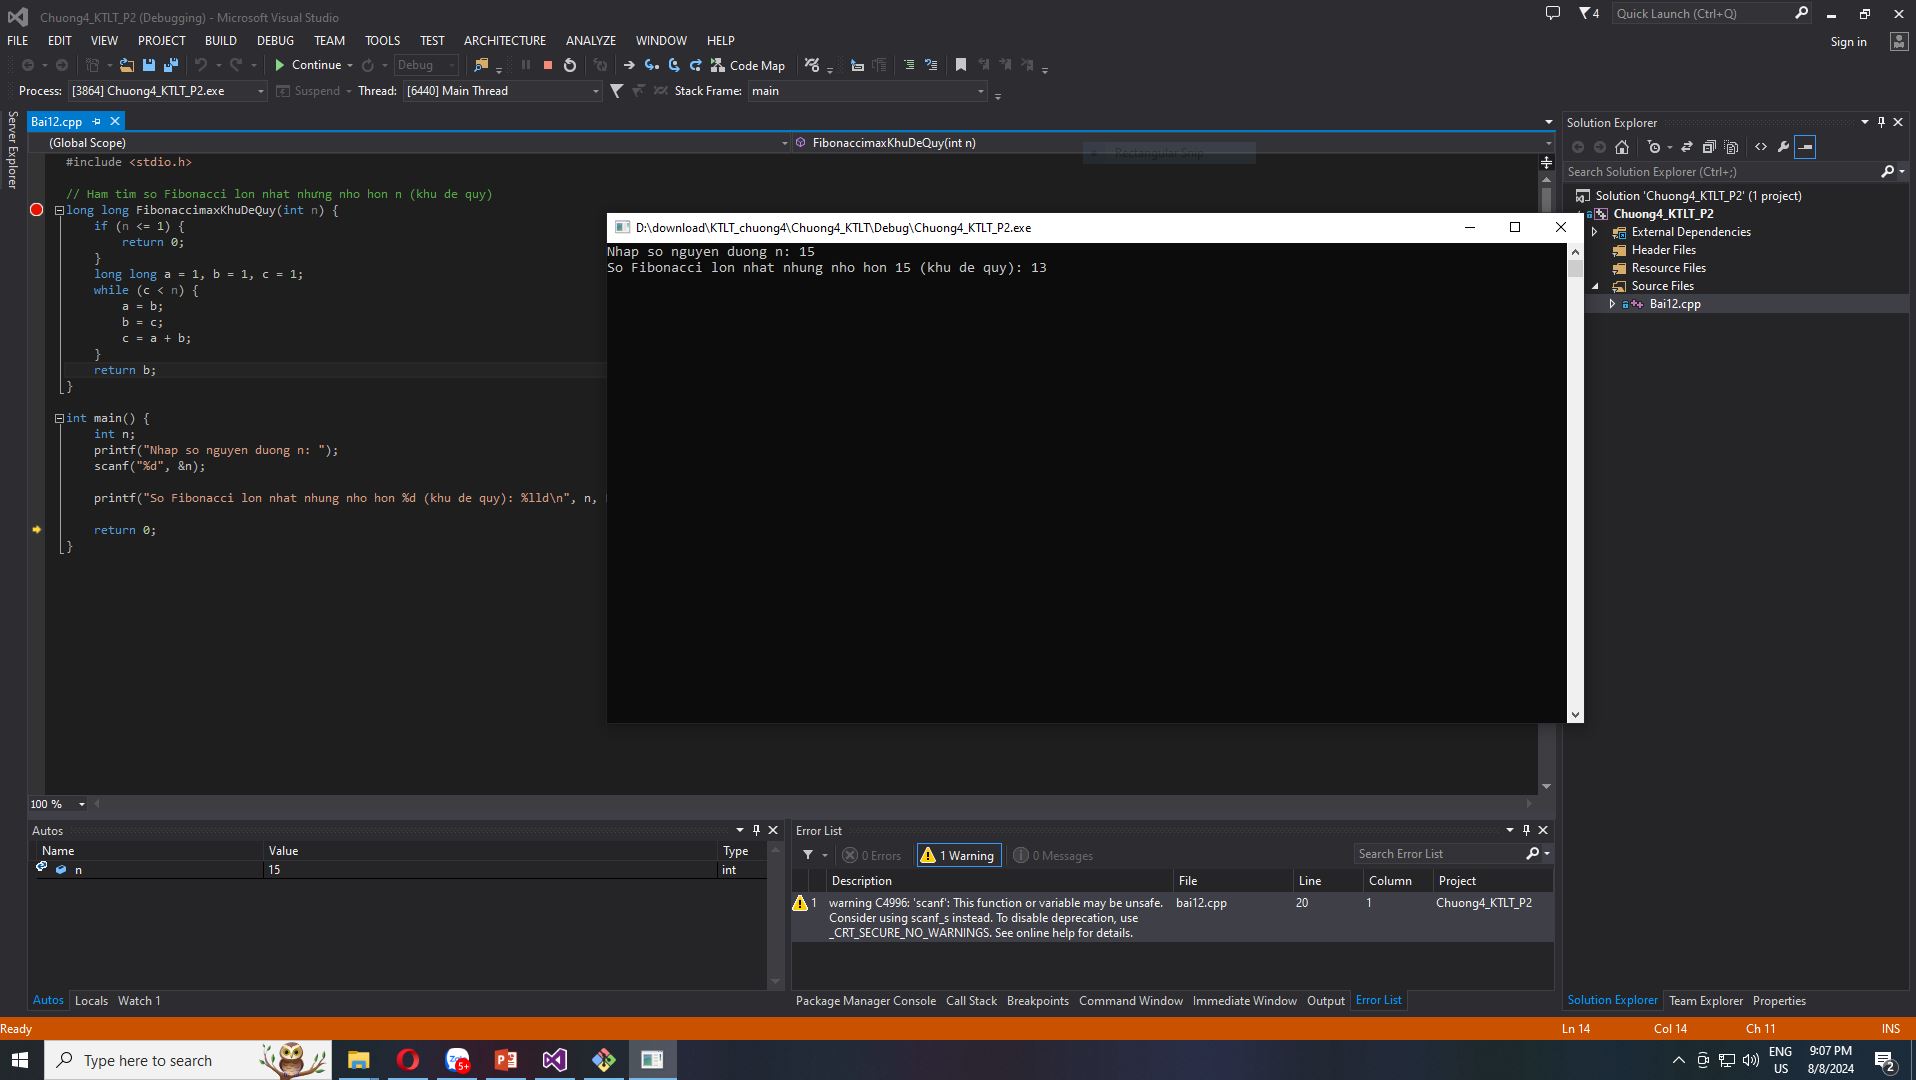 Chuong4_KTLT_P2 (Debugging) - Microsoft Visual Studio
4
Quick Launch (Ctrl+Q)
FILE EDIT VIEW PROJECT BUILD DEBUG TEAM TOOLS TEST ARCHITECTURE ANALYZE WINDOW HELP
Sign in
Continue Debug Code Map
Process: [3864] Chuong4_KTLT_P2.exe Suspend Thread: [6440] Main Thread Stack Frame: main
Server Explorer
Bai12.cpp
(Global Scope) FibonaccimaxKhuDeQuy(int n)
Rectangular Snip
#include <stdio.h>
// Ham tim so Fibonacci lon nhat nhưng nho hon n (khu de quy)
long long FibonaccimaxKhuDeQuy(int n) {
if (n <= 1) {
return 0;
}
long long a = 1, b = 1, c = 1;
while (c < n) {
a = b;
b = c;
c = a + b;
}
return b;
}
int main() {
int n;
printf("Nhap so nguyen duong n: ");
scanf("%d", &n);
printf("So Fibonacci lon nhat nhung nho hon %d (khu de quy): %lld\n", n,
return 0;
}
D:\download\KTLT_chuong4\Chuong4_KTLT\Debug\Chuong4_KTLT_P2.exe
Nhap so nguyen duong n: 15
So Fibonacci lon nhat nhung nho hon 15 (khu de quy): 13
Solution Explorer
Search Solution Explorer (Ctrl+;)
Solution 'Chuong4_KTLT_P2' (1 project)
Chuong4_KTLT_P2
External Dependencies
Header Files
Resource Files
Source Files
Bai12.cpp
100 %
Autos
Name Value Type
n 15 int
Autos Locals Watch 1
Error List
0 Errors 1 Warning 0 Messages Search Error List
Description File Line Column Project
1 warning C4996: 'scanf': This function or variable may be unsafe. bai12.cpp 20 1 Chuong4_KTLT_P2
Consider using scanf_s instead. To disable deprecation, use
_CRT_SECURE_NO_WARNINGS. See online help for details.
Package Manager Console Call Stack Breakpoints Command Window Immediate Window Output Error List
Solution Explorer Team Explorer Properties
Ready Ln 14 Col 14 Ch 11 INS
Type here to search
5+
ENG
US
9:07 PM
8/8/2024
2